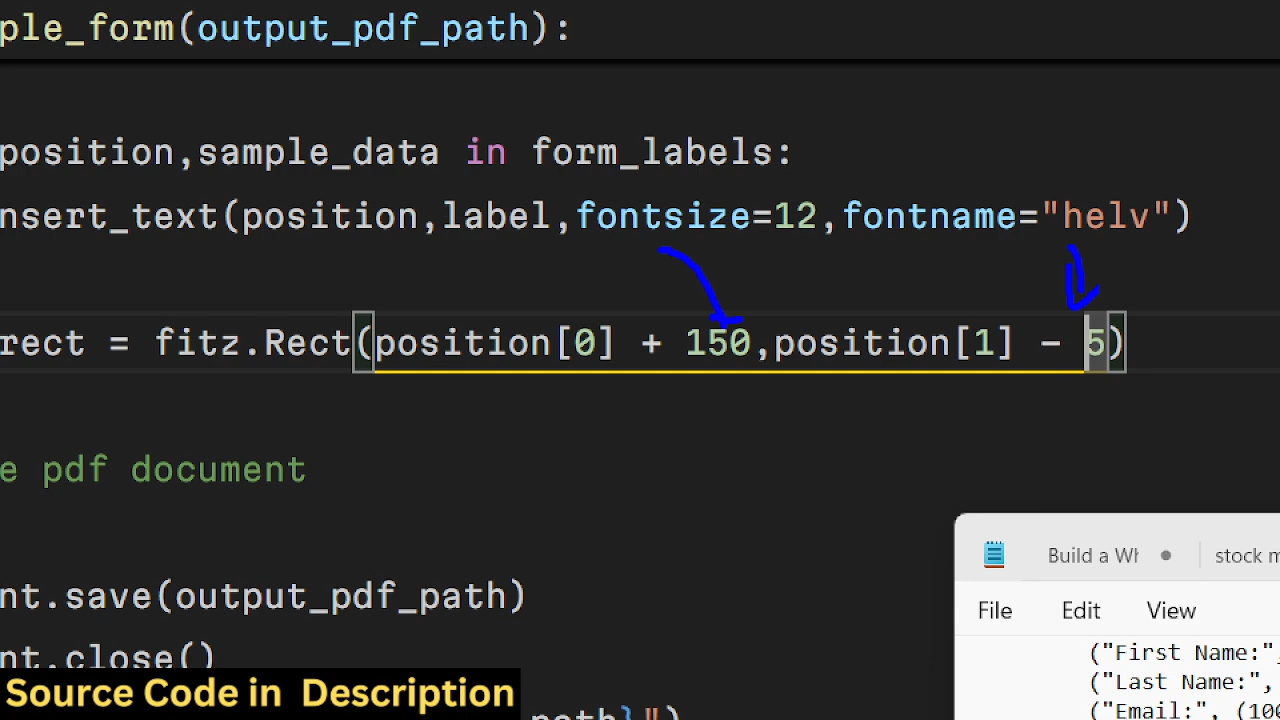 ple_form(output_pdf_path):
position,sample_data in form_labels:
nsert_text(position,label,fontsize=12,fontname="helv")
rect = fitz.Rect(position[0] + 150,position[1] - 5)
e pdf document
nt.save(output_pdf_path)
nt.close()
path}")
Source Code in Description
Build a Wh
stock m
File Edit View
("First Name:",
("Last Name:",
("Email:", (100